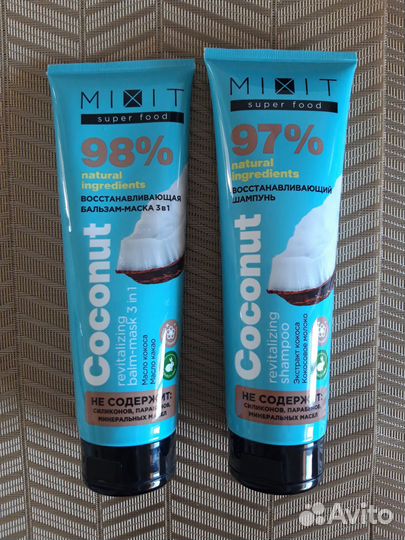 MIXIT
super food
98%
natural
ingredients
ВОССТАНАВЛИВАЮЩАЯ
БАЛЬЗАМ-МАСКА 3 в 1
Coconut
revitalizing
balm-mask 3 in 1
Масло кокоса
Масло какао
НЕ СОДЕРЖИТ:
СИЛИКОНОВ, ПАРАБЕНОВ,
МИНЕРАЛЬНЫХ МАСЕЛ
MIXIT
super food
97%
natural
ingredients
ВОССТАНАВЛИВАЮЩИЙ
ШАМПУНЬ
Coconut
revitalizing
shampoo
Экстракт кокоса
Кокосовое молоко
НЕ СОДЕРЖИТ:
СИЛИКОНОВ, ПАРАБЕНОВ,
МИНЕРАЛЬНЫХ МАСЕЛ
Avito